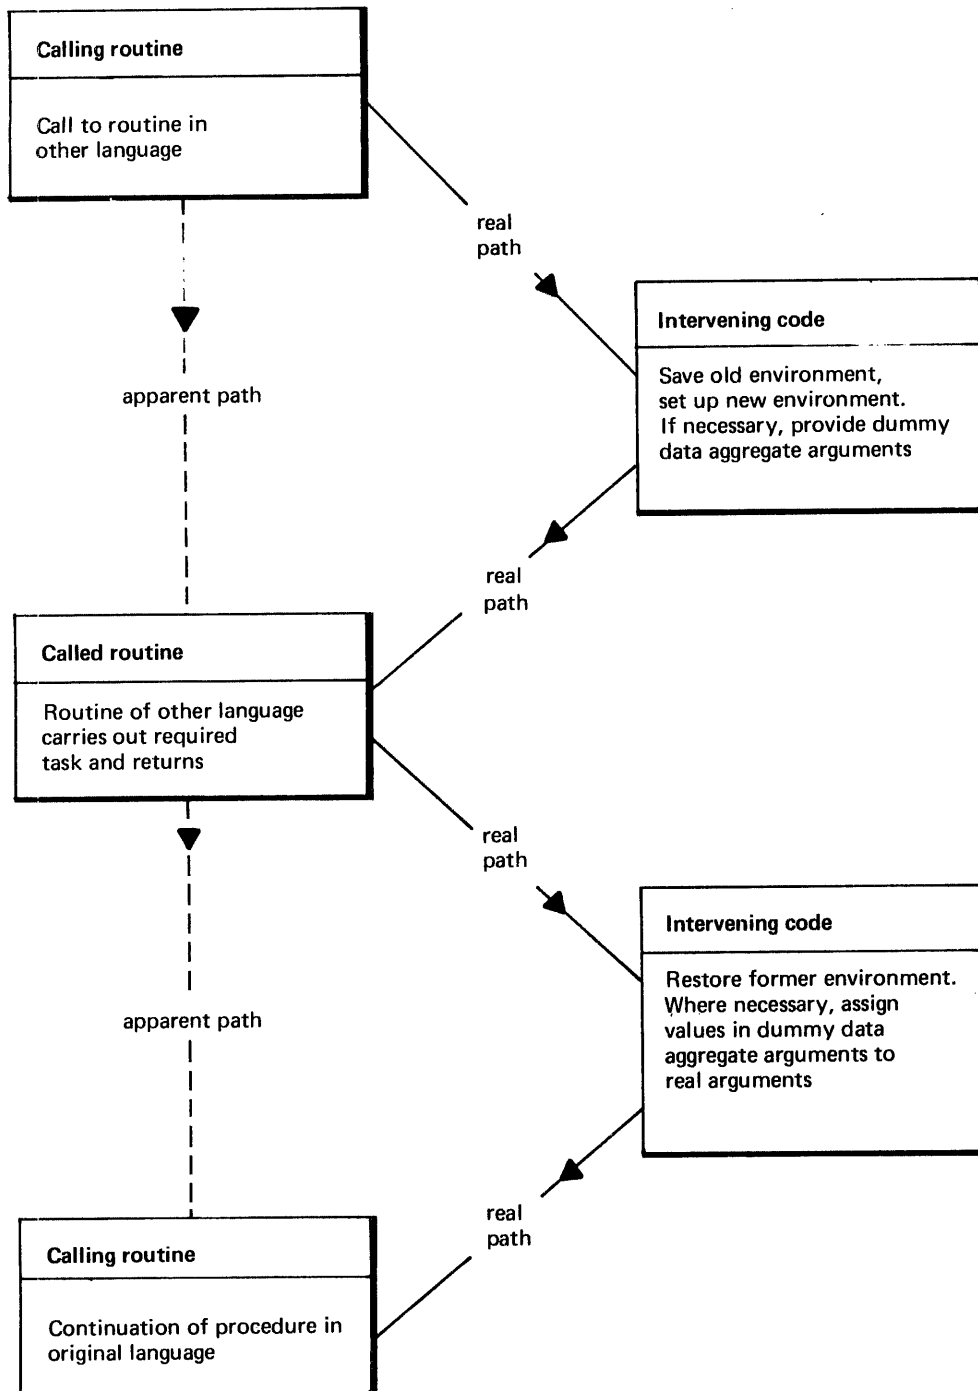 Calling routine
Call to routine in
other language
real
path
Intervening code
Save old environment,
set up new environment.
If necessary, provide dummy
data aggregate arguments
apparent path
real
path
Called routine
Routine of other language
carries out required
task and returns
real
path
Intervening code
Restore former environment.
Where necessary, assign
values in dummy data
aggregate arguments to
real arguments
apparent path
real
path
Calling routine
Continuation of procedure in
original language